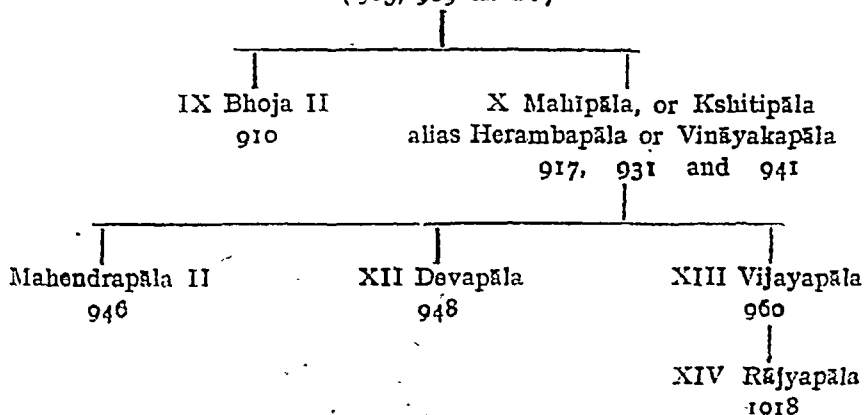 IX Bhoja II
X Mahīpāla, or Kshitipāla
910
alias Herambapāla or Vināyakapāla
917, 931 and 941
Mahendrapāla II
XII Devapāla
XIII Vijayapāla
946
948
960
XIV Rājyapāla
1018